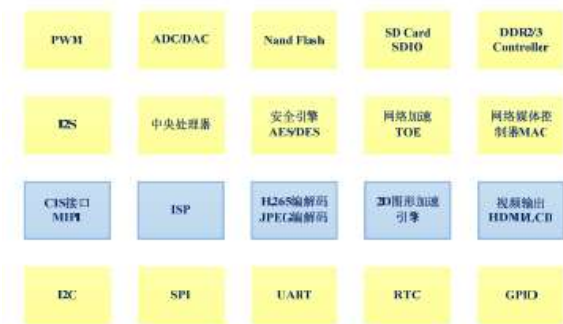 PWM
ADC/DAC
Nand Flash
SD Card
SDIO
DDR2/3
Controller
I2S
中央处理器
安全引擎
AES/DES
网络加速
TOE
网络媒体控
制器MAC
CIS接口
MIPI
ISP
H.265编解码
JPEG编解码
2D图形加速
引擎
视频输出
HDMI/LCD
I2C
SPI
UART
RTC
GPIO